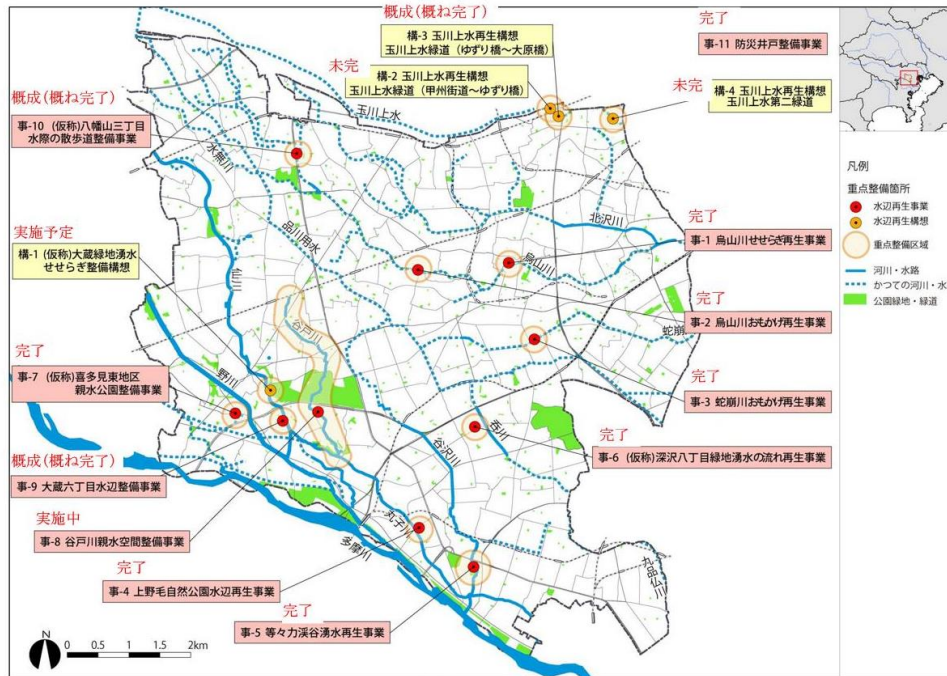 概成(概ね完了)
構-3 玉川上水再生構想
玉川上水緑道(ゆずり橋～大原橋)
完了
事-11 防災井戸整備事業
未完
構-2 玉川上水再生構想
玉川上水緑道(甲州街道～ゆずり橋)
未完
構-4 玉川上水再生構想
玉川上水第二緑道
概成(概ね完了)
事-10 (仮称)八幡山三丁目
水際の散歩道整備事業
玉川上水
水無川
品川用水
北沢川
烏山川
蛇崩
仙川
谷戸川
野川
谷沢川
呑川
丸子川
多摩川
九品仏川
完了
事-1 烏山川せせらぎ再生事業
実施予定
構-1 (仮称)大蔵緑地湧水
せせらぎ整備構想
完了
事-2 烏山川おもかげ再生事業
完了
事-3 蛇崩川おもかげ再生事業
完了
事-7 (仮称)喜多見東地区
親水公園整備事業
完了
事-6 (仮称)深沢八丁目緑地湧水の流れ再生事業
概成(概ね完了)
事-9 大蔵六丁目水辺整備事業
実施中
事-8 谷戸川親水空間整備事業
完了
事-4 上野毛自然公園水辺再生事業
完了
事-5 等々力渓谷湧水再生事業
凡例
重点整備箇所
水辺再生事業
水辺再生構想
重点整備区域
河川・水路
かつての河川・水
公園緑地・緑道
N
0 0.5 1 1.5 2km